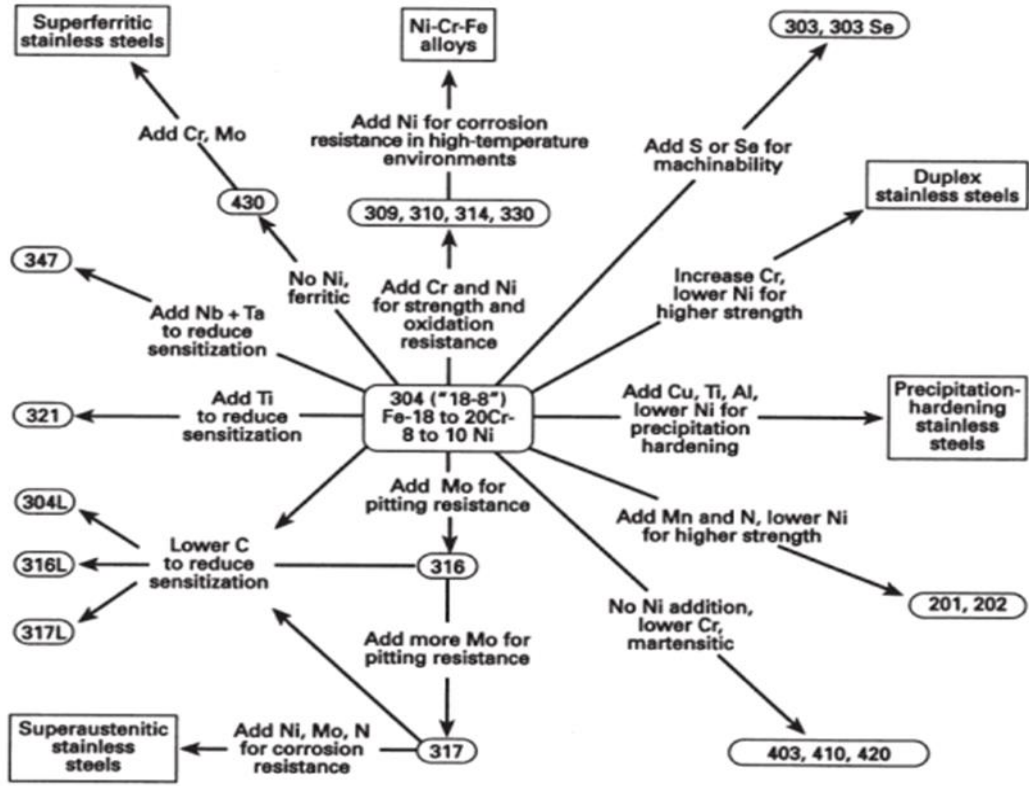 Superferritic
stainless steels
Ni-Cr-Fe
alloys
303, 303 Se
Add Cr, Mo
Add Ni for corrosion
resistance in high-temperature
environments
Add S or Se for
machinability
Duplex
stainless steels
430
309, 310, 314, 330
347
No Ni,
ferritic
Add Cr and Ni
for strength and
oxidation
resistance
Increase Cr,
lower Ni for
higher strength
Add Nb + Ta
to reduce
sensitization
321
Add Ti
to reduce
sensitization
304 ("18-8")
Fe-18 to 20Cr-
8 to 10 Ni
Add Cu, Ti, Al,
lower Ni for
precipitation
hardening
Precipitation-
hardening
stainless
steels
304L
316L
317L
Lower C
to reduce
sensitization
Add Mo for
pitting resistance
316
Add Mn and N, lower Ni
for higher strength
201, 202
Add more Mo for
pitting resistance
No Ni addition,
lower Cr,
martensitic
Superaustenitic
stainless
steels
Add Ni, Mo, N
for corrosion
resistance
317
403, 410, 420